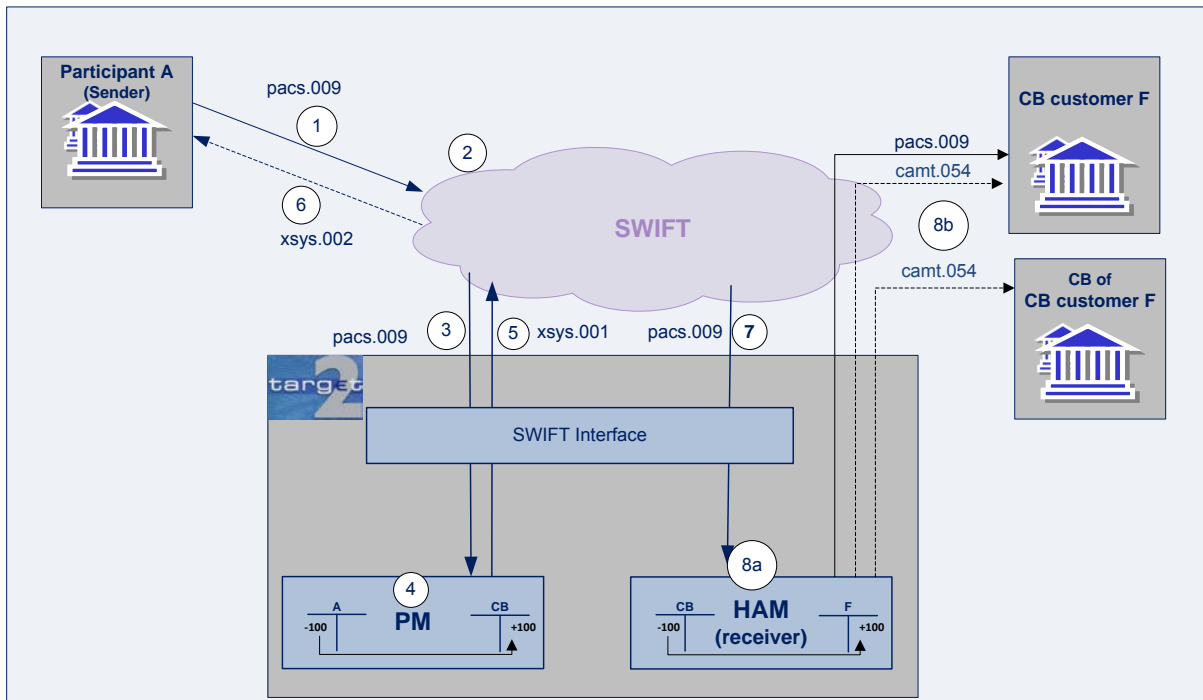 Participant A
(Sender)
pacs.009
1
2
6
xsys.002
SWIFT
CB customer F
pacs.009
camt.054
8b
camt.054
CB of
CB customer F
pacs.009
3
5
xsys.001
pacs.009
7
target
2
SWIFT Interface
4
A
CB
-100
PM
+100
8a
CB
HAM
F
-100
(receiver)
+100